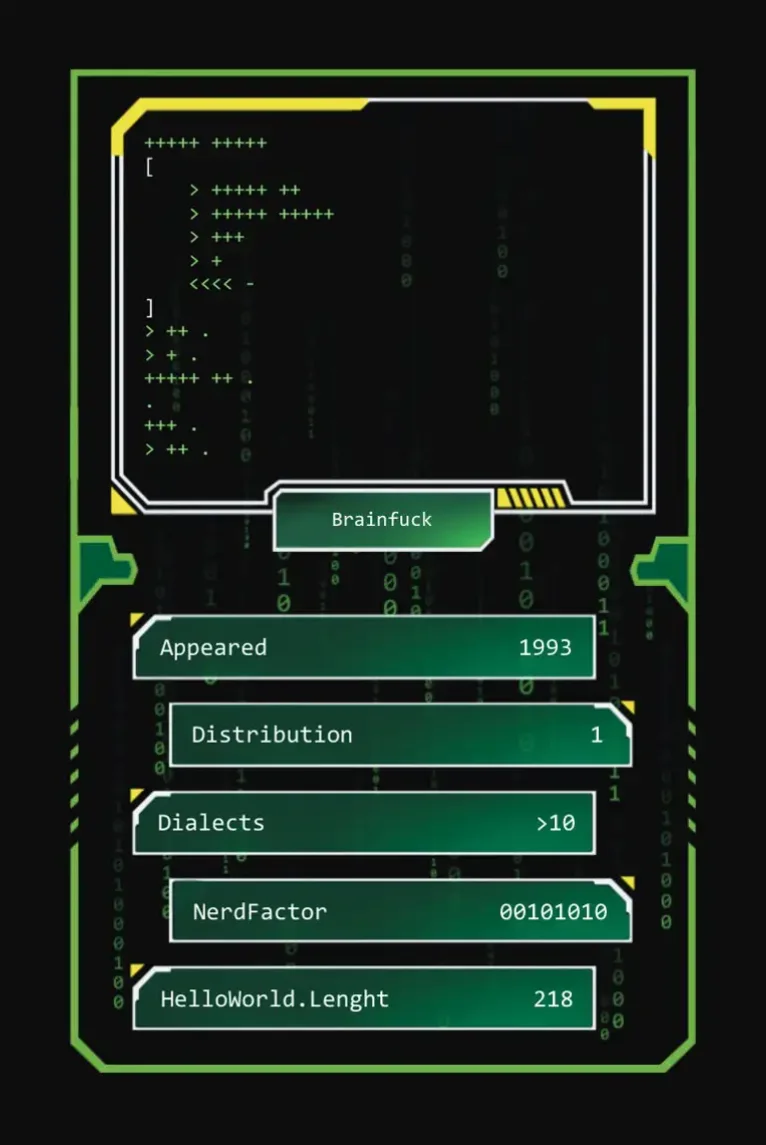 +++++ +++++
[
    > +++++ ++
    > +++++ +++++
    > +++
    > +
    <<<< -
]
> ++ .
> + .
+++++ ++ .
.
+++ .
> ++ .
Brainfuck
Appeared 1993
Distribution 1
Dialects >10
NerdFactor 00101010
HelloWorld.Lenght 218